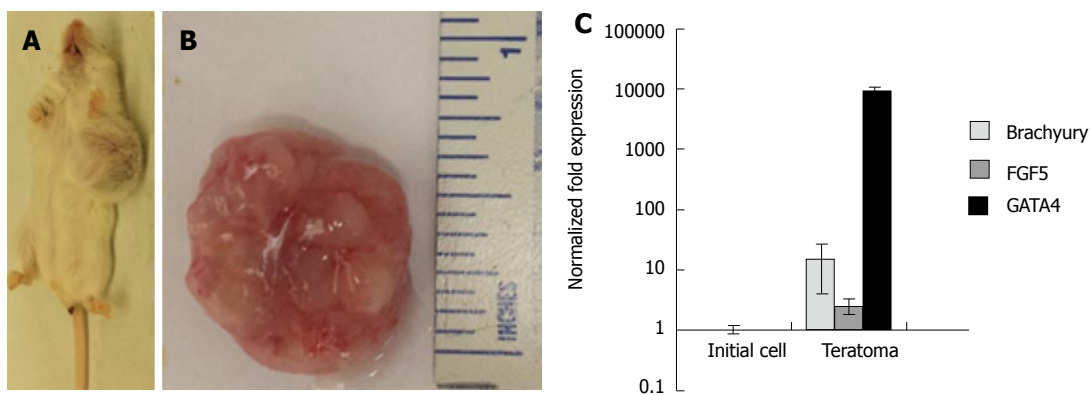 A
B
1
INCHES
C
Normalized fold expression
100000
10000
1000
100
10
1
0.1
Initial cell
Teratoma
Brachyury
FGF5
GATA4